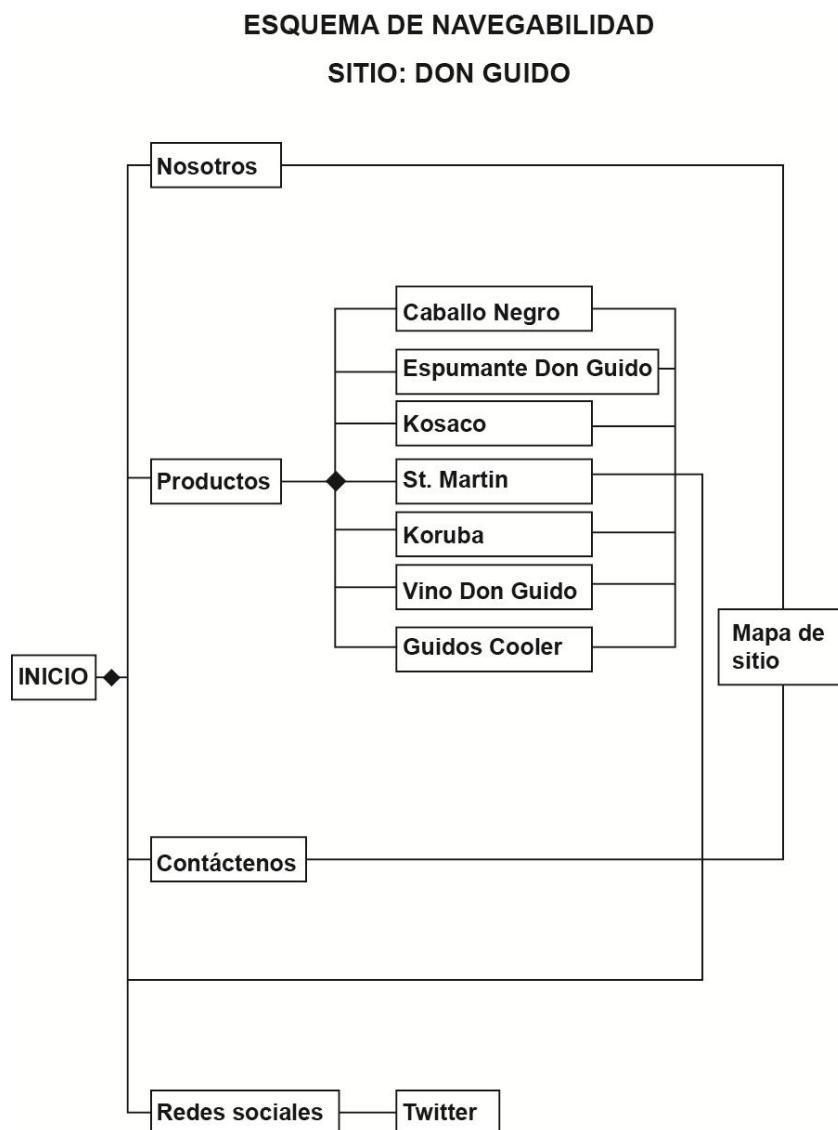 ESQUEMA DE NAVEGABILIDAD
SITIO: DON GUIDO
Nosotros
Caballo Negro
Espumante Don Guido
Kosaco
Productos
St. Martin
Koruba
Vino Don Guido
Guidos Cooler
Mapa de
sitio
INICIO
Contáctenos
Redes sociales
Twitter